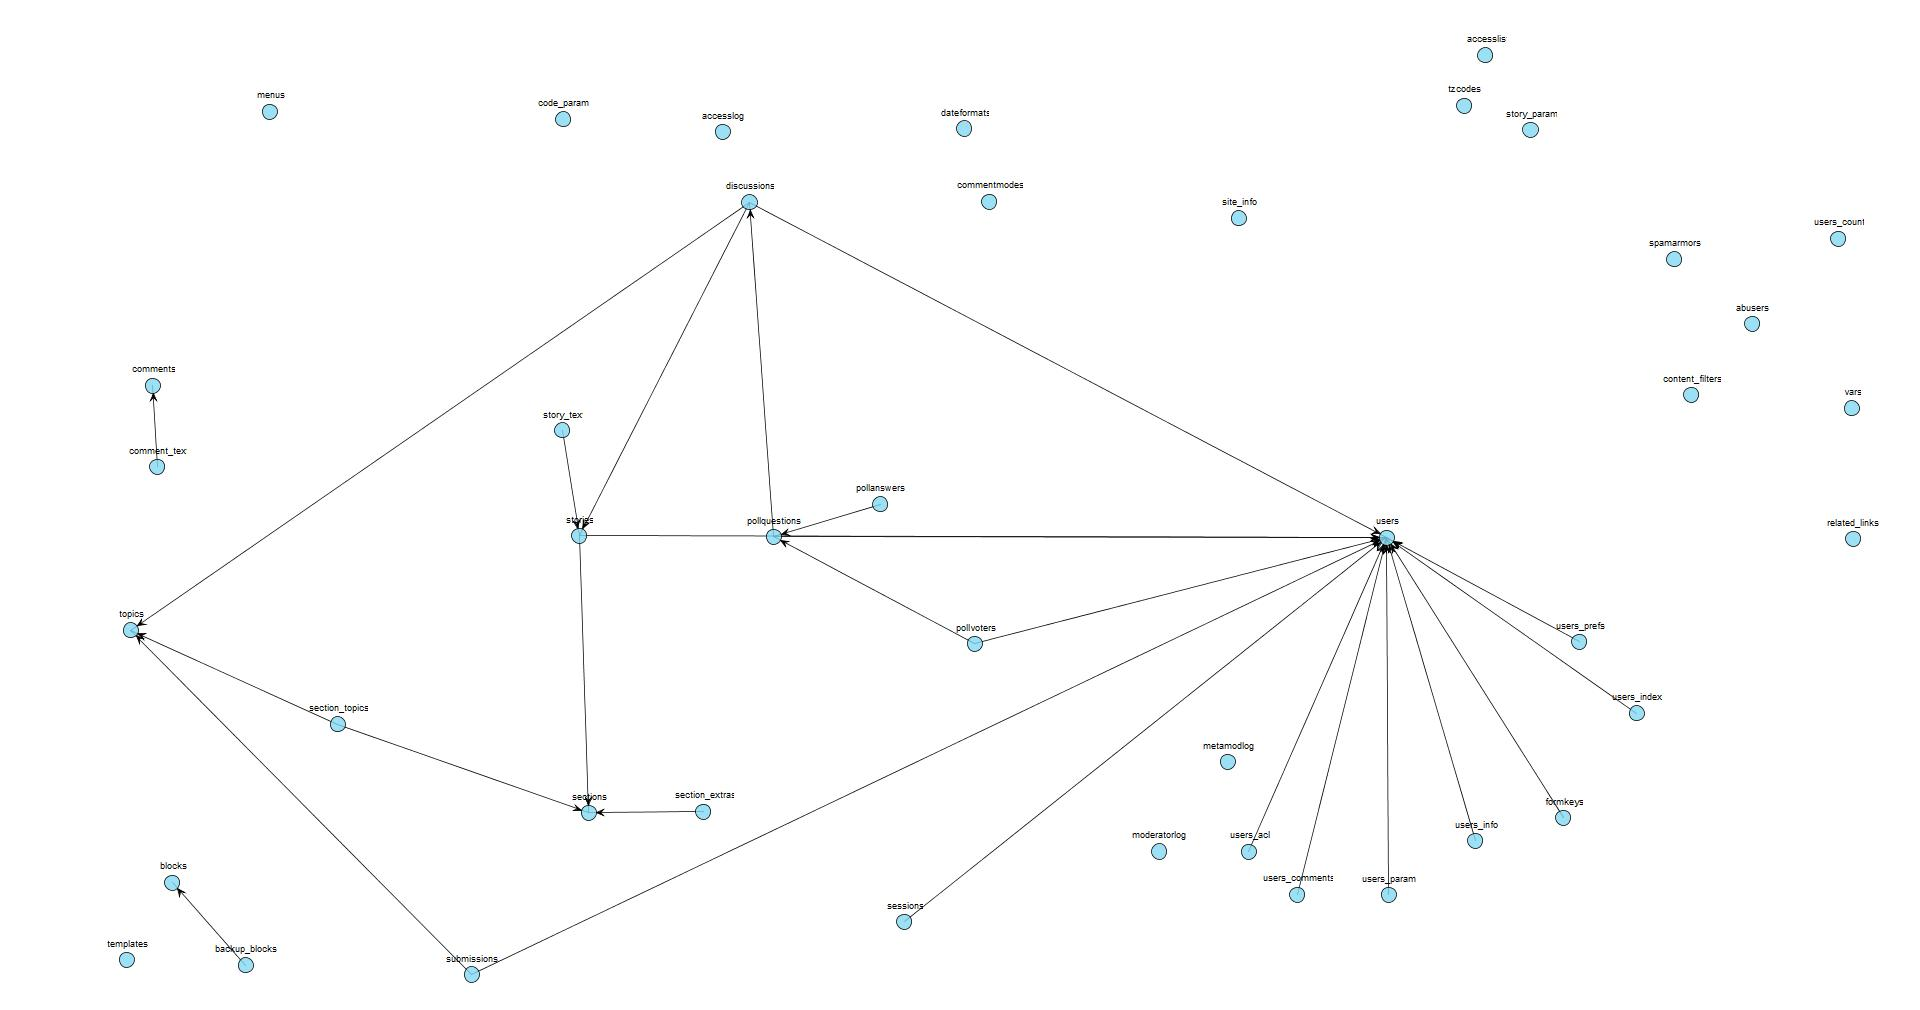 accesslis
tzcodes
menus
code_param
story_param
dateformats
accesslog
commentmodes
discussions
site_info
users_count
spamarmors
abusers
comments
content_filters
vars
story_tex
comment_tex
pollanswers
stories
pollquestions
users
related_links
topics
users_prefs
pollvoters
users_index
section_topics
metamodlog
section_extras
sections
formkeys
users_info
moderatorlog
users_acl
blocks
users_comments
users_param
sessions
templates
backup_blocks
submissions